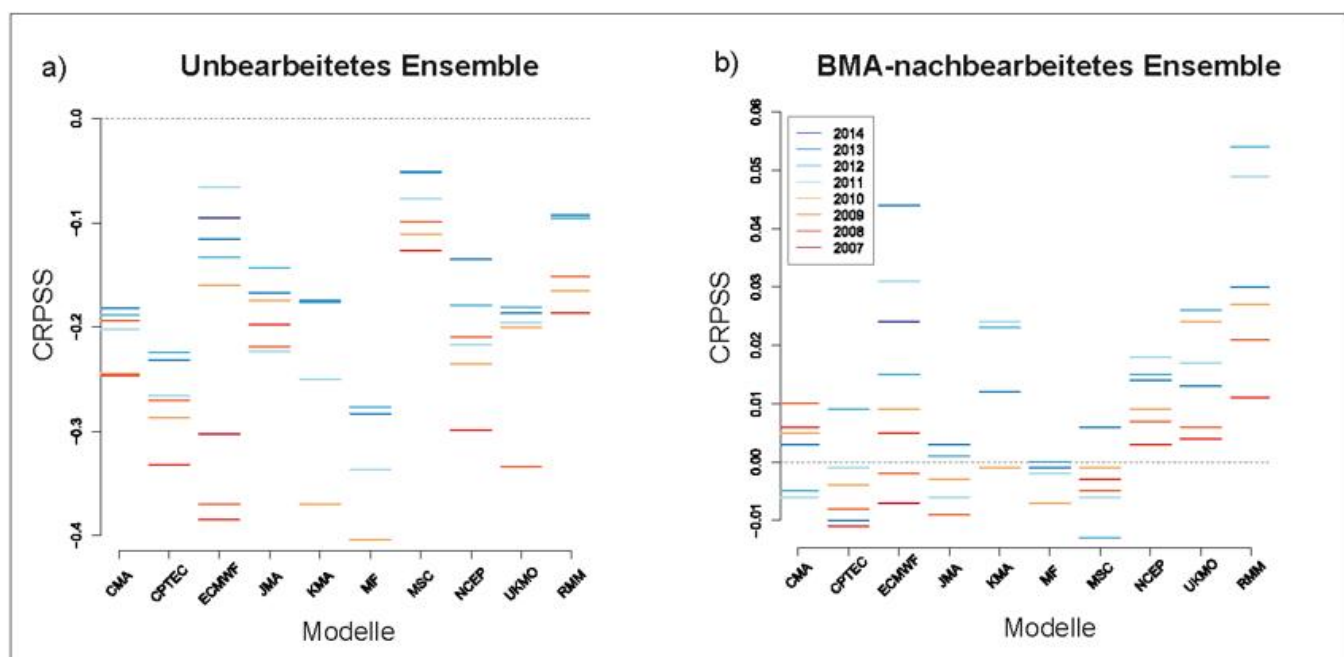 a)
Unbearbeitetes Ensemble
CRPSS
0.0
-0.1
-0.2
-0.3
-0.4
CMA
CPTEC
ECMWF
JMA
KMA
MF
MSC
NCEP
UKMO
RMM
Modelle
b)
BMA-nachbearbeitetes Ensemble
CRPSS
0.06
0.05
0.04
0.03
0.02
0.01
0.00
-0.01
2014
2013
2012
2011
2010
2009
2008
2007
CMA
CPTEC
ECMWF
JMA
KMA
MF
MSC
NCEP
UKMO
RMM
Modelle